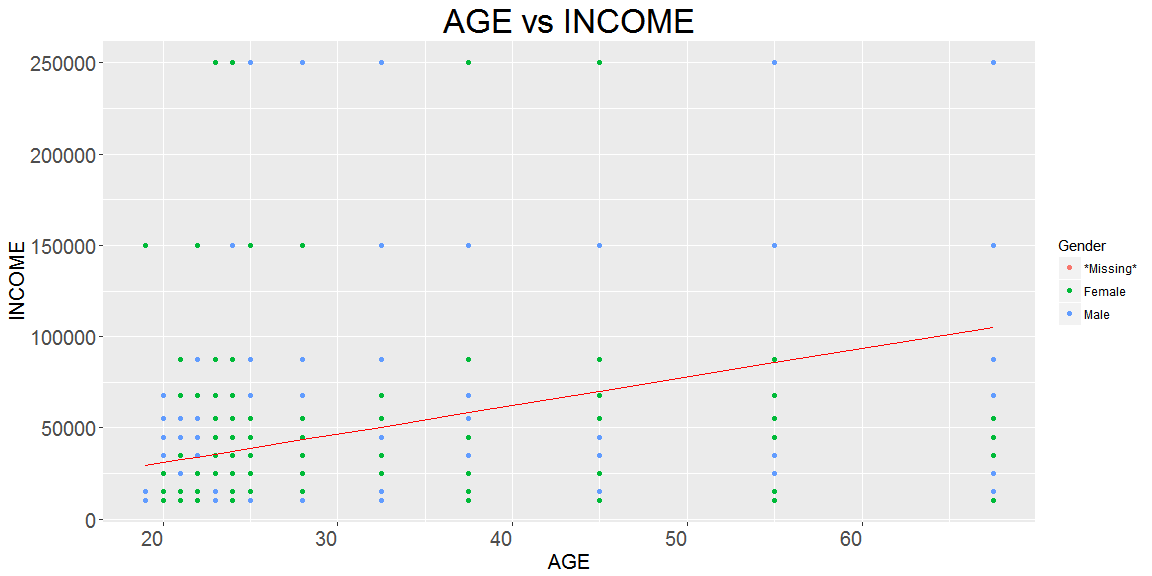 AGE vs INCOME
INCOME
250000
200000
150000
100000
50000
0
20 30 40 50 60
AGE
Gender
*Missing*
Female
Male